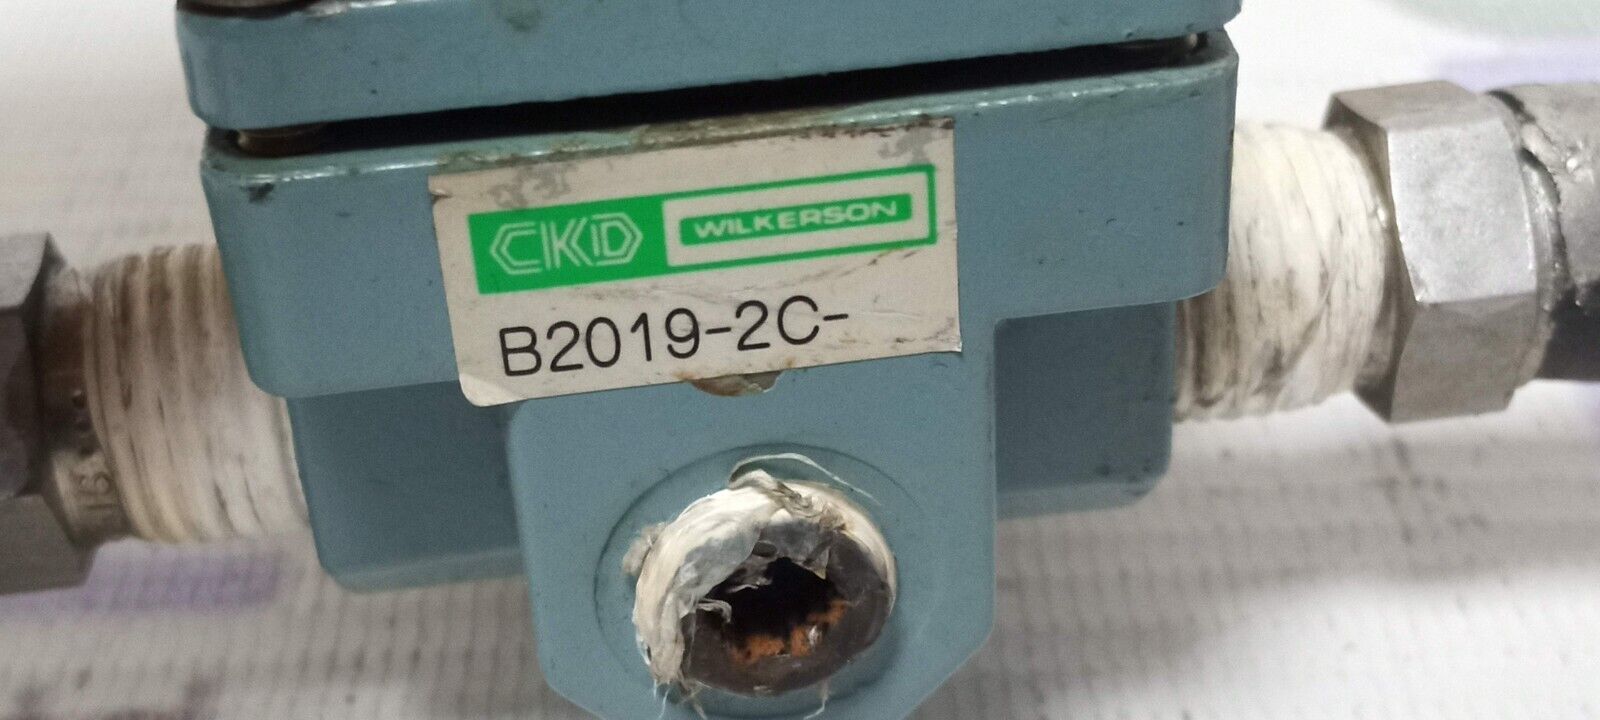 CKD WILKERSON
B2019-2C-